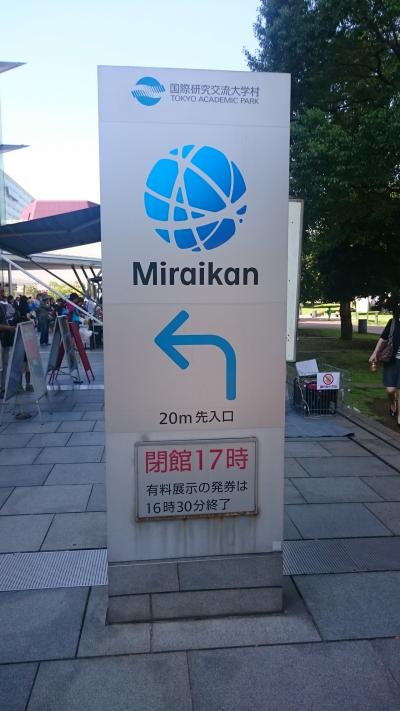 国際研究交流大学村
TOKYO ACADEMIC PARK
Miraikan
20m 先入口
閉館17時
有料展示の発券は
16時30分終了